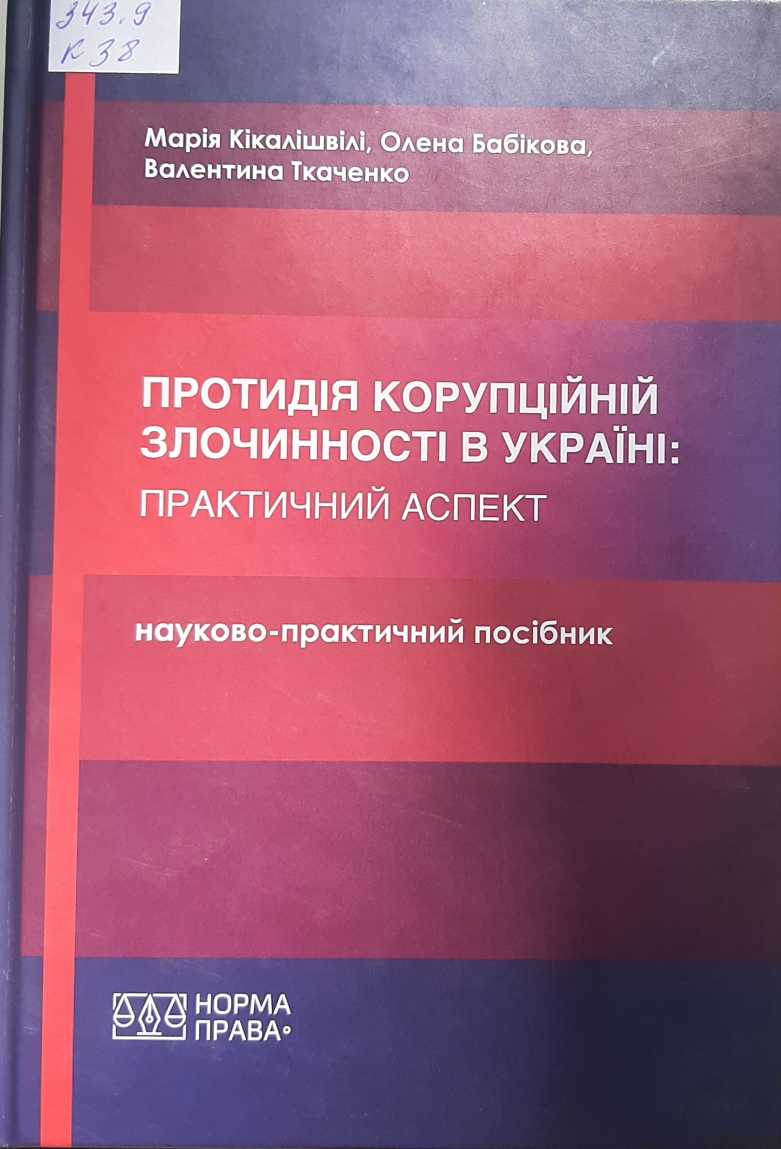 343.9
К 38
Марія Кікалішвілі, Олена Бабікова,
Валентина Ткаченко
ПРОТИДІЯ КОРУПЦІЙНІЙ
ЗЛОЧИННОСТІ В УКРАЇНІ:
ПРАКТИЧНИЙ АСПЕКТ
науково-практичний посібник
НОРМА
ПРАВА